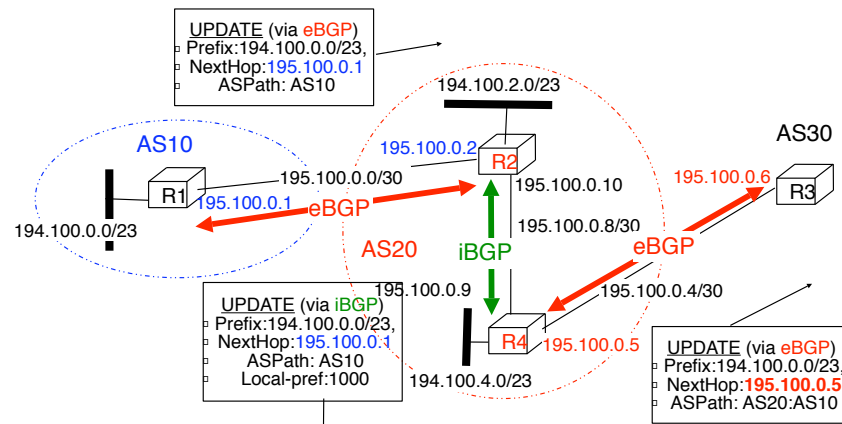 UPDATE (via eBGP)
Prefix:194.100.0.0/23,
NextHop:195.100.0.1
ASPath: AS10
194.100.2.0/23
AS10
195.100.0.2
R2
AS30
R1
195.100.0.0/30
195.100.0.10
195.100.0.6
R3
195.100.0.1
eBGP
194.100.0.0/23
195.100.0.8/30
AS20
iBGP
eBGP
195.100.0.9
195.100.0.4/30
UPDATE (via iBGP)
Prefix:194.100.0.0/23,
NextHop:195.100.0.1
ASPath: AS10
Local-pref:1000
R4
195.100.0.5
194.100.4.0/23
UPDATE (via eBGP)
Prefix:194.100.0.0/23,
NextHop:195.100.0.5
ASPath: AS20:AS10